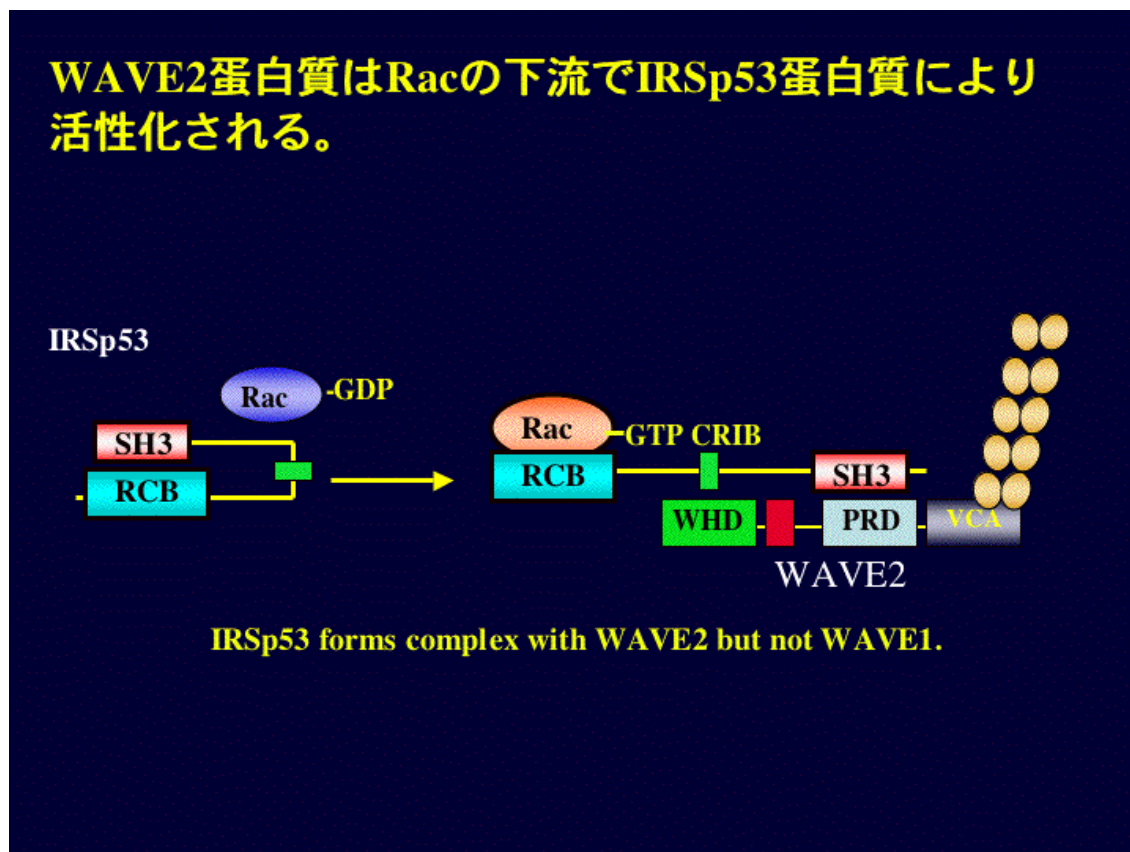 WAVE2蛋白質はRacの下流でIRSp53蛋白質により
活性化される。
IRSp53
Rac -GDP
SH3
RCB
Rac
GTP CRIB
RCB
SH3
WHD
PRD
VCA
WAVE2
IRSp53 forms complex with WAVE2 but not WAVE1.